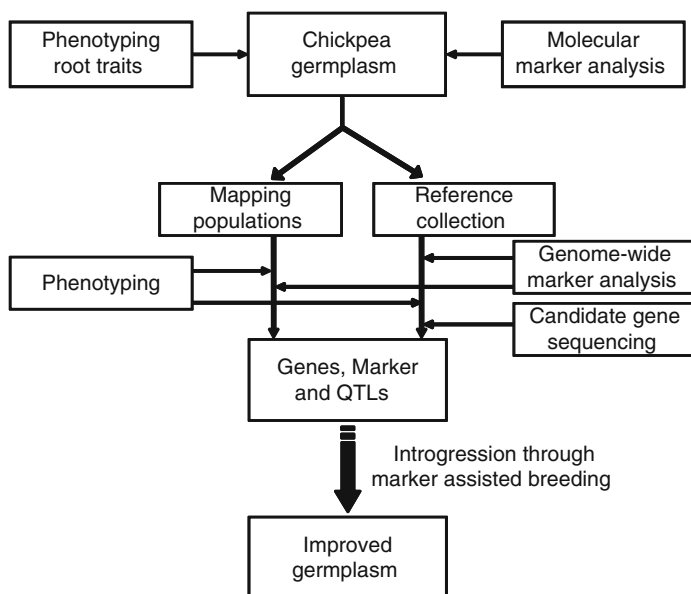 Phenotyping
root traits
Chickpea
germplasm
Molecular
marker analysis
Mapping
populations
Reference
collection
Phenotyping
Genome-wide
marker analysis
Candidate gene
sequencing
Genes, Marker
and QTLs
Introgression through
marker assisted breeding
Improved
germplasm